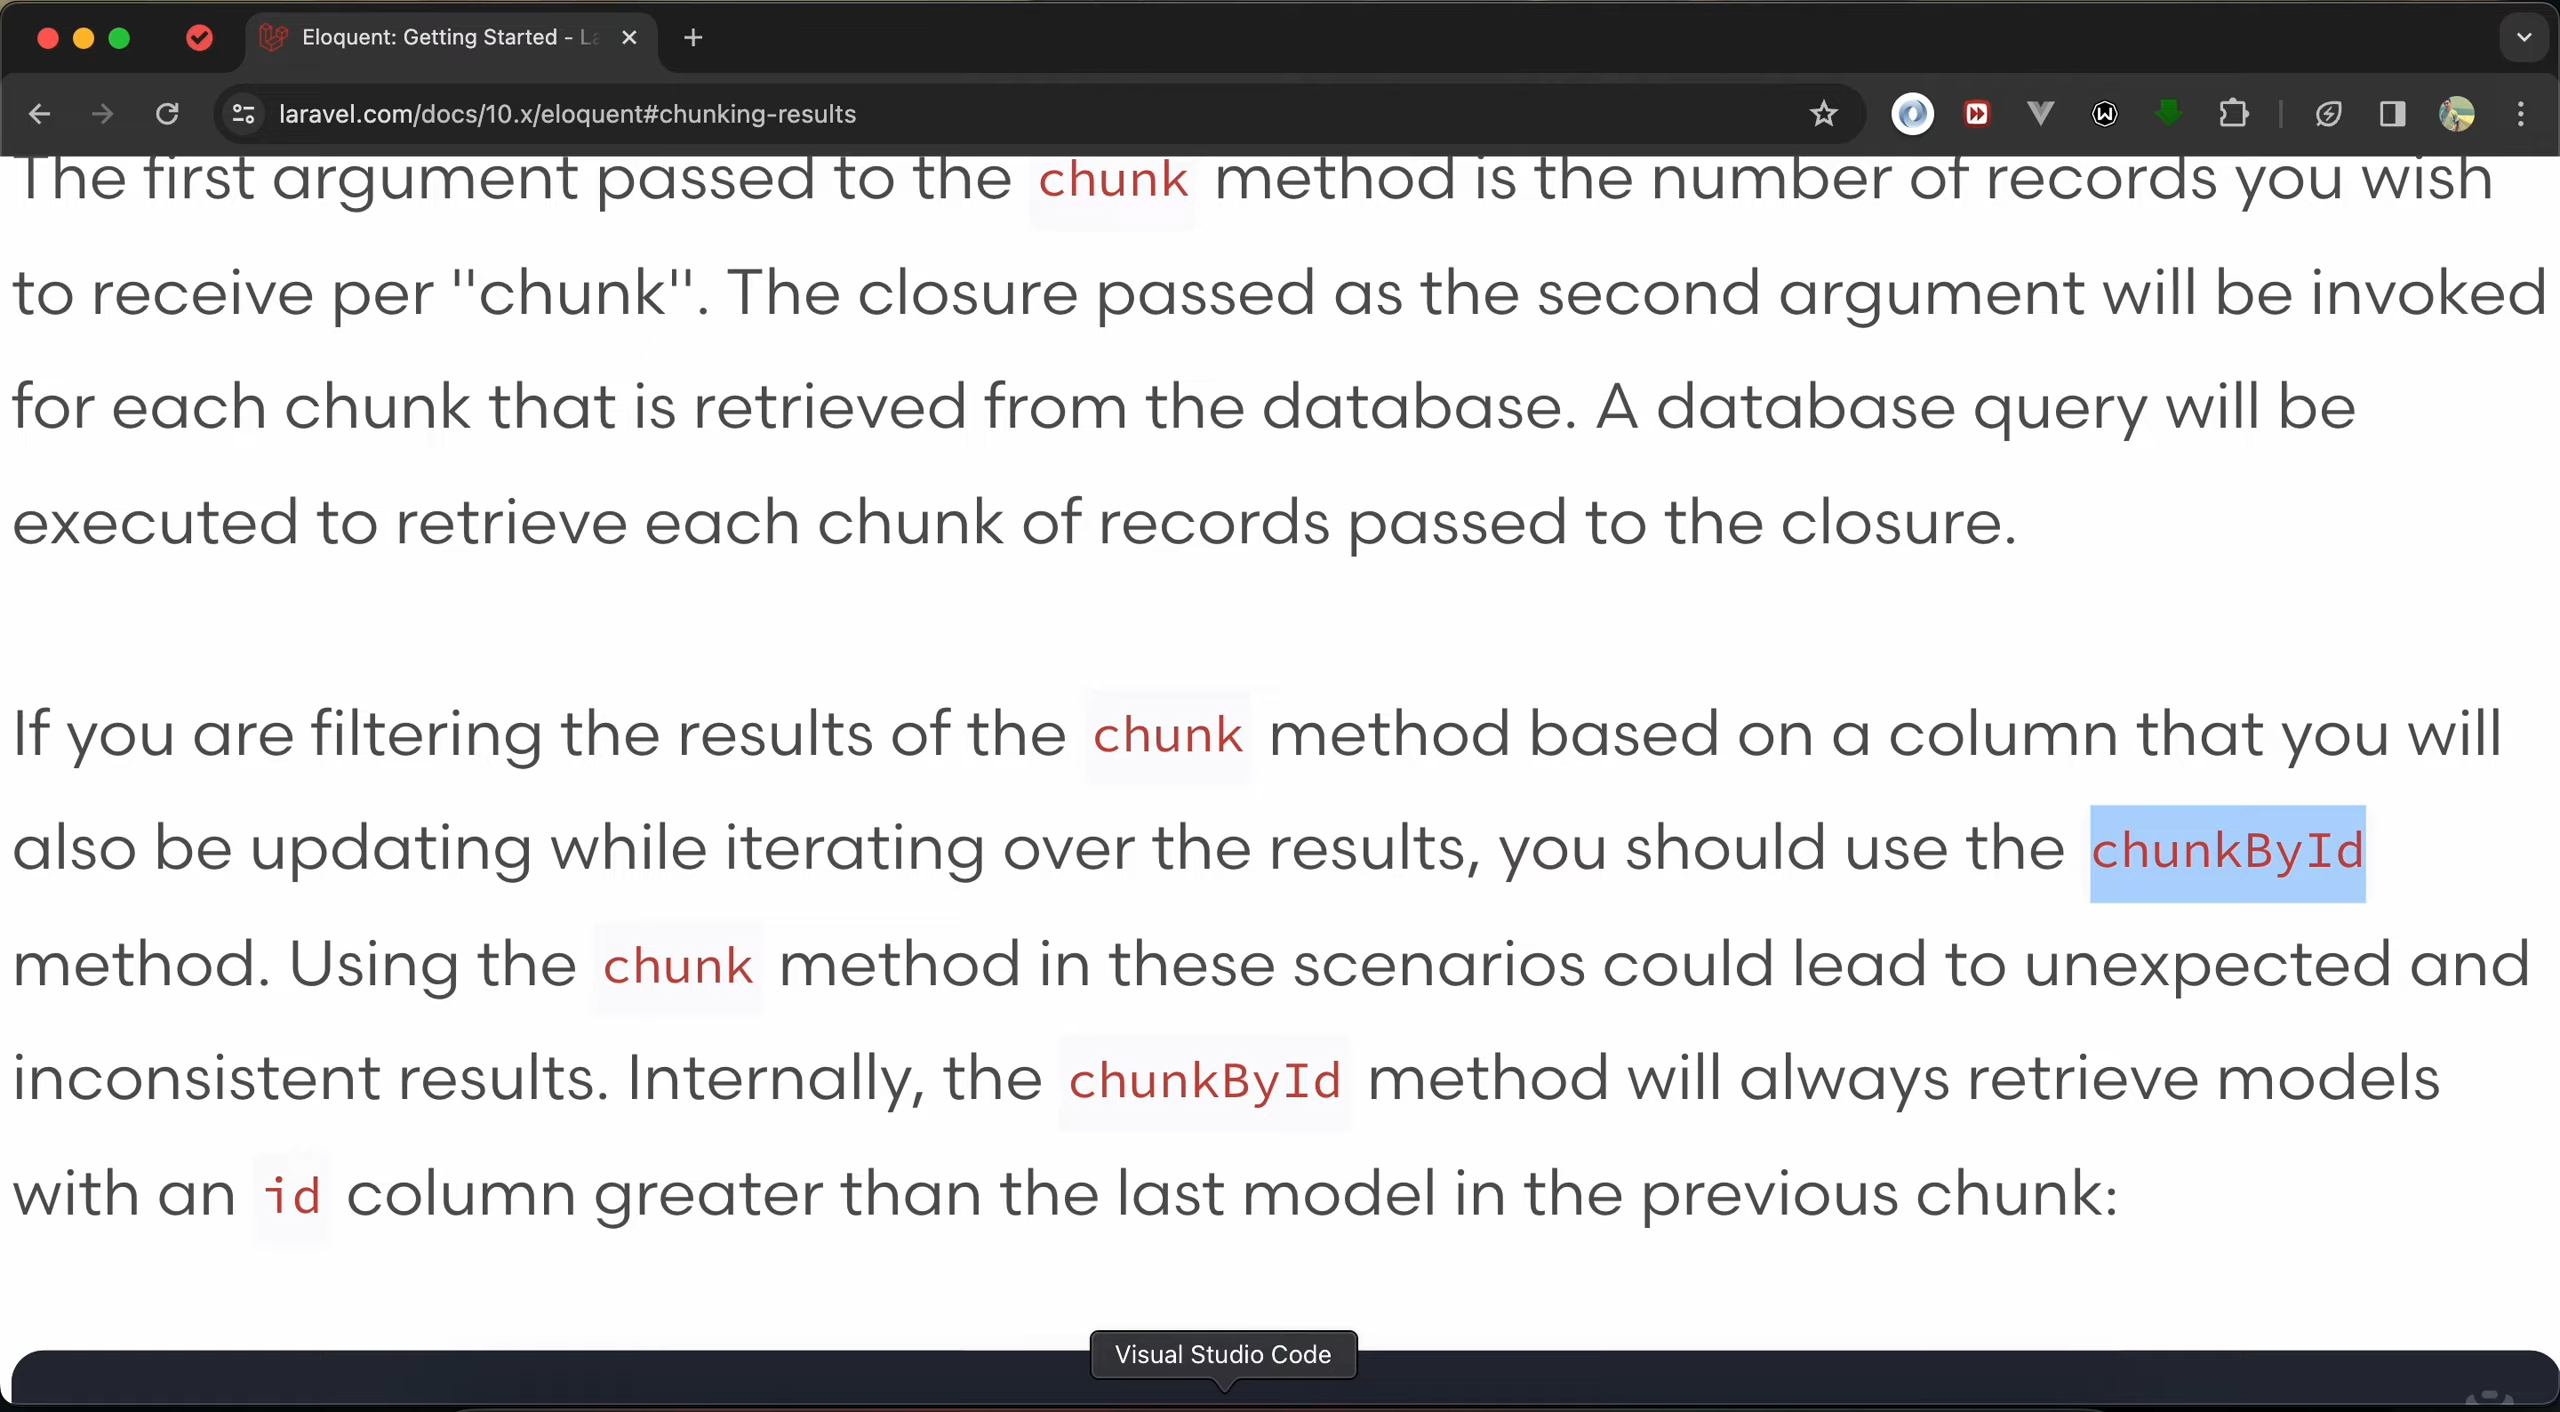 Eloquent: Getting Started - La
laravel.com/docs/10.x/eloquent#chunking-results
The first argument passed to the chunk method is the number of records you wish
to receive per "chunk". The closure passed as the second argument will be invoked
for each chunk that is retrieved from the database. A database query will be
executed to retrieve each chunk of records passed to the closure.
If you are filtering the results of the chunk method based on a column that you will
also be updating while iterating over the results, you should use the chunkById
method. Using the chunk method in these scenarios could lead to unexpected and
inconsistent results. Internally, the chunkById method will always retrieve models
with an id column greater than the last model in the previous chunk:
Visual Studio Code